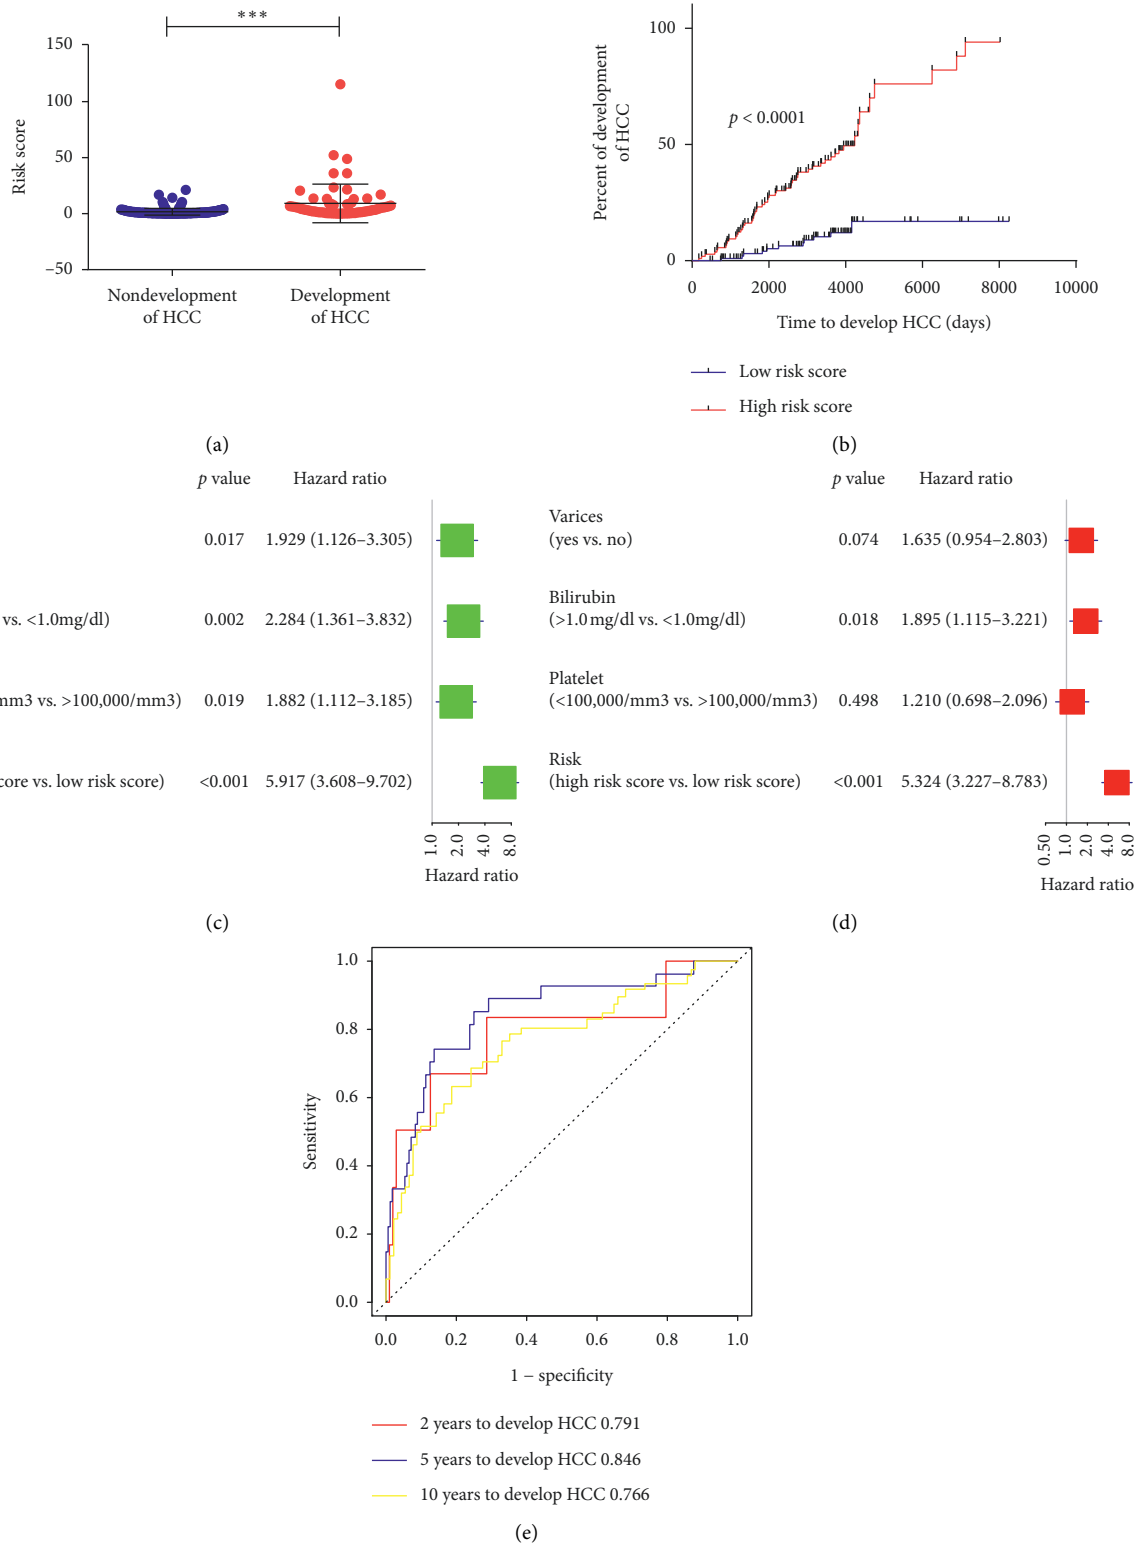 ***
150
100
50
0
−50
Risk score
Nondevelopment
of HCC
Development
of HCC
(a)
100
50
0
Percent of development
of HCC
p < 0.0001
0 2000 4000 6000 8000 10000
Time to develop HCC (days)
Low risk score
High risk score
(b)
p value Hazard ratio
0.017 1.929 (1.126–3.305)
vs. <1.0mg/dl) 0.002 2.284 (1.361–3.832)
mm3 vs. >100,000/mm3) 0.019 1.882 (1.112–3.185)
core vs. low risk score) <0.001 5.917 (3.608–9.702)
1.0 2.0 4.0 8.0
Hazard ratio
(c)
p value Hazard ratio
Varices
(yes vs. no) 0.074 1.635 (0.954–2.803)
Bilirubin
(>1.0 mg/dl vs. <1.0mg/dl) 0.018 1.895 (1.115–3.221)
Platelet
(<100,000/mm3 vs. >100,000/mm3) 0.498 1.210 (0.698–2.096)
Risk
(high risk score vs. low risk score) <0.001 5.324 (3.227–8.783)
0.50 1.0 2.0 4.0 8.0
Hazard ratio
(d)
1.0
0.8
0.6
0.4
0.2
0.0
Sensitivity
0.0 0.2 0.4 0.6 0.8 1.0
1 − specificity
2 years to develop HCC 0.791
5 years to develop HCC 0.846
10 years to develop HCC 0.766
(e)